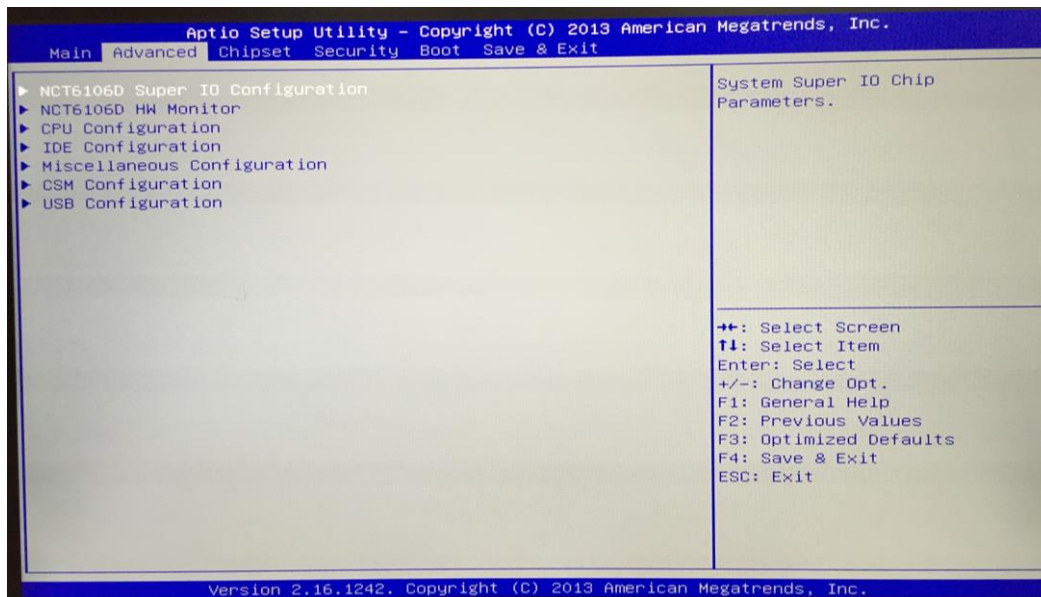 Aptio Setup Utility – Copyright (C) 2013 American Megatrends, Inc.
Main Advanced Chipset Security Boot Save & Exit
► NCT6106D Super IO Configuration
► NCT6106D HW Monitor
► CPU Configuration
► IDE Configuration
► Miscellaneous Configuration
► CSM Configuration
► USB Configuration
System Super IO Chip
Parameters.
→←: Select Screen
↑↓: Select Item
Enter: Select
+/-: Change Opt.
F1: General Help
F2: Previous Values
F3: Optimized Defaults
F4: Save & Exit
ESC: Exit
Version 2.16.1242. Copyright (C) 2013 American Megatrends, Inc.